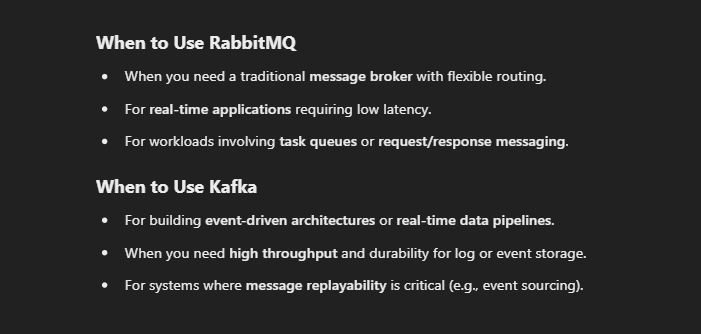 When to Use RabbitMQ
• When you need a traditional message broker with flexible routing.
• For real-time applications requiring low latency.
• For workloads involving task queues or request/response messaging.
When to Use Kafka
• For building event-driven architectures or real-time data pipelines.
• When you need high throughput and durability for log or event storage.
• For systems where message replayability is critical (e.g., event sourcing).